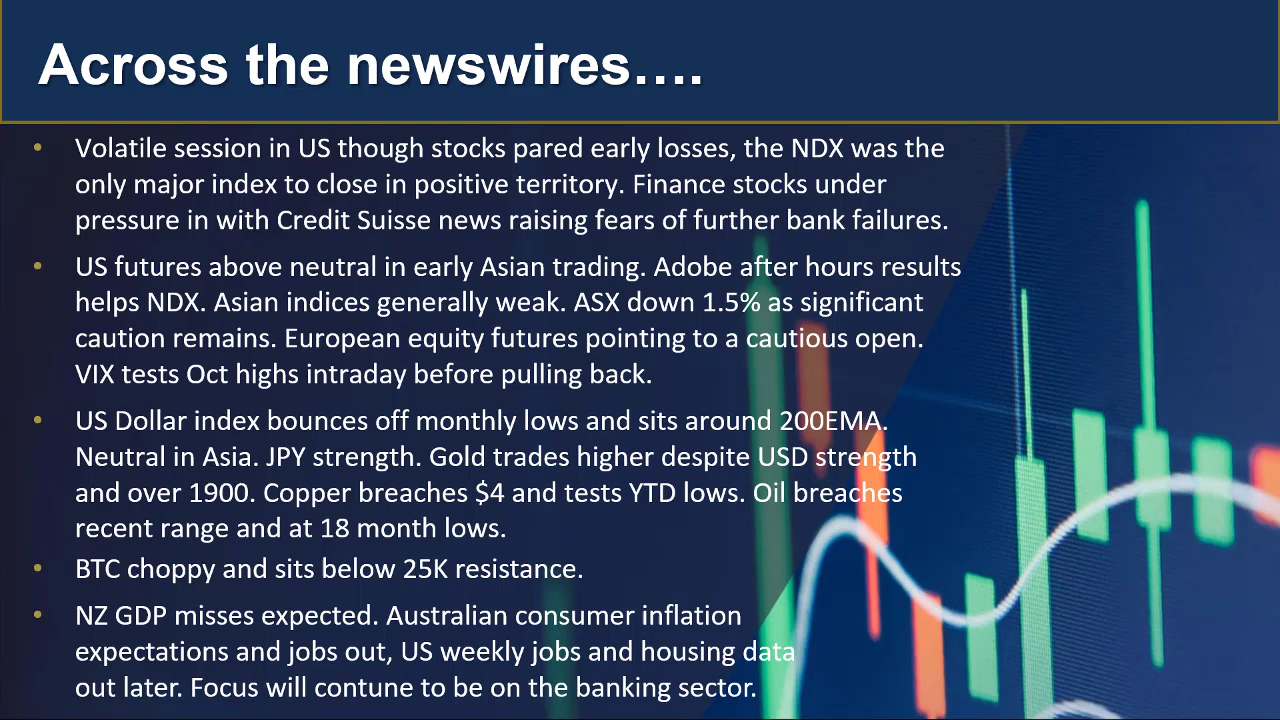 Across the newswires….
• Volatile session in US though stocks pared early losses, the NDX was the
only major index to close in positive territory. Finance stocks under
pressure in with Credit Suisse news raising fears of further bank failures.
• US futures above neutral in early Asian trading. Adobe after hours results
helps NDX. Asian indices generally weak. ASX down 1.5% as significant
caution remains. European equity futures pointing to a cautious open.
VIX tests Oct highs intraday before pulling back.
• US Dollar index bounces off monthly lows and sits around 200EMA.
Neutral in Asia. JPY strength. Gold trades higher despite USD strength
and over 1900. Copper breaches $4 and tests YTD lows. Oil breaches
recent range and at 18 month lows.
• BTC choppy and sits below 25K resistance.
• NZ GDP misses expected. Australian consumer inflation
expectations and jobs out, US weekly jobs and housing data
out later. Focus will contune to be on the banking sector.